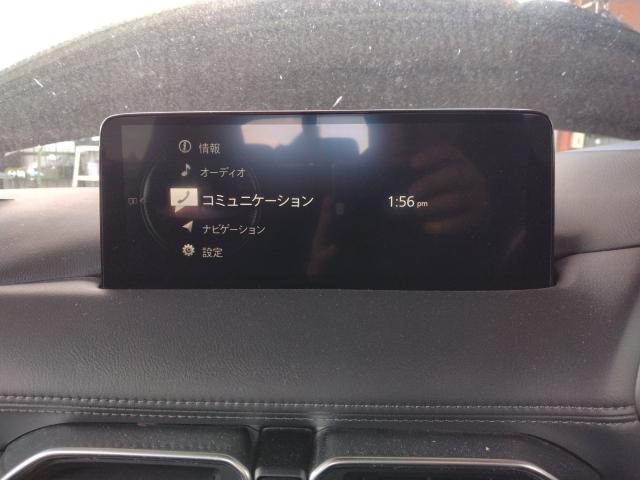 情報
オーディオ
コミュニケーション
1:56 pm
ナビゲーション
設定